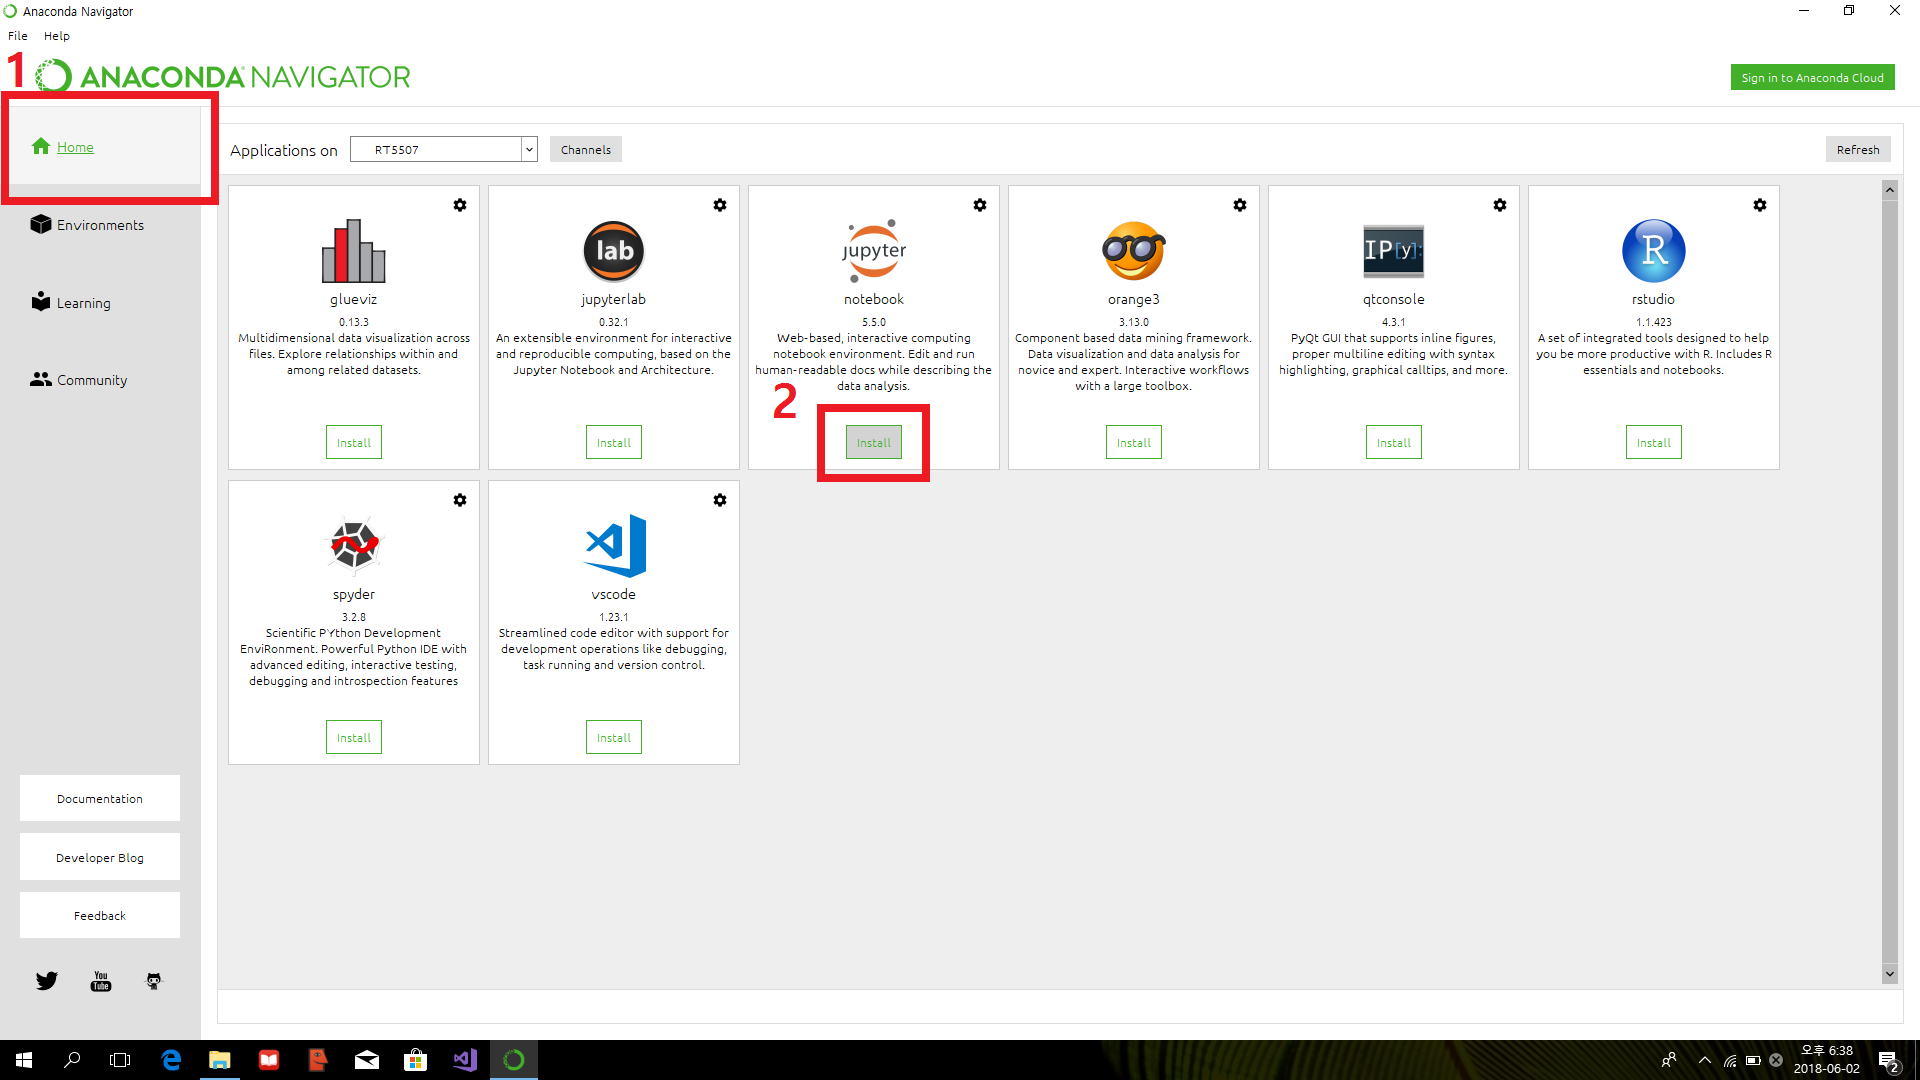 Anaconda Navigator
File Help
1
ANACONDA NAVIGATOR
Sign in to Anaconda Cloud
Home
Environments
Learning
Community
Documentation
Developer Blog
Feedback
You
Tube
Applications on RT5507 Channels Refresh
glueviz
0.13.3
Multidimensional data visualization across
files. Explore relationships within and
among related datasets.
Install
lab
jupyterlab
0.32.1
An extensible environment for interactive
and reproducible computing, based on the
Jupyter Notebook and Architecture.
Install
jupyter
notebook
5.5.0
Web-based, interactive computing
notebook environment. Edit and run
human-readable docs while describing the
data analysis.
2
Install
orange3
3.13.0
Component based data mining framework.
Data visualization and data analysis for
novice and expert. Interactive workflows
with a large toolbox.
Install
IP[y]:
qtconsole
4.3.1
PyQt GUI that supports inline figures,
proper multiline editing with syntax
highlighting, graphical calltips, and more.
Install
R
rstudio
1.1.423
A set of integrated tools designed to help
you be more productive with R. Includes R
essentials and notebooks.
Install
spyder
3.2.8
Scientific PYthon Development
EnviRonment. Powerful Python IDE with
advanced editing, interactive testing,
debugging and introspection features
Install
vscode
1.23.1
Streamlined code editor with support for
development operations like debugging,
task running and version control.
Install
오후 6:38
2018-06-02
2